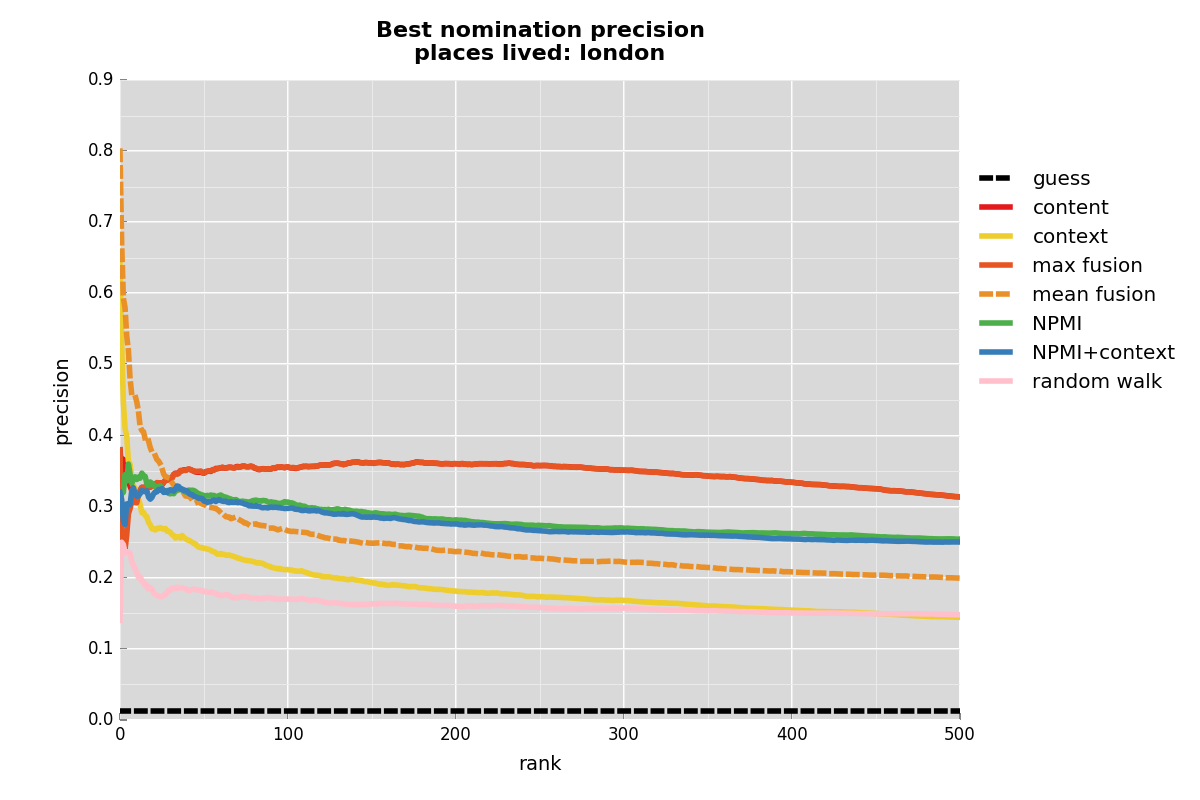 Best nomination precision
places lived: london
0.9
0.8
0.7
0.6
0.5
0.4
0.3
0.2
0.1
0.0
precision
0 100 200 300 400 500
rank
guess
content
context
max fusion
mean fusion
NPMI
NPMI+context
random walk